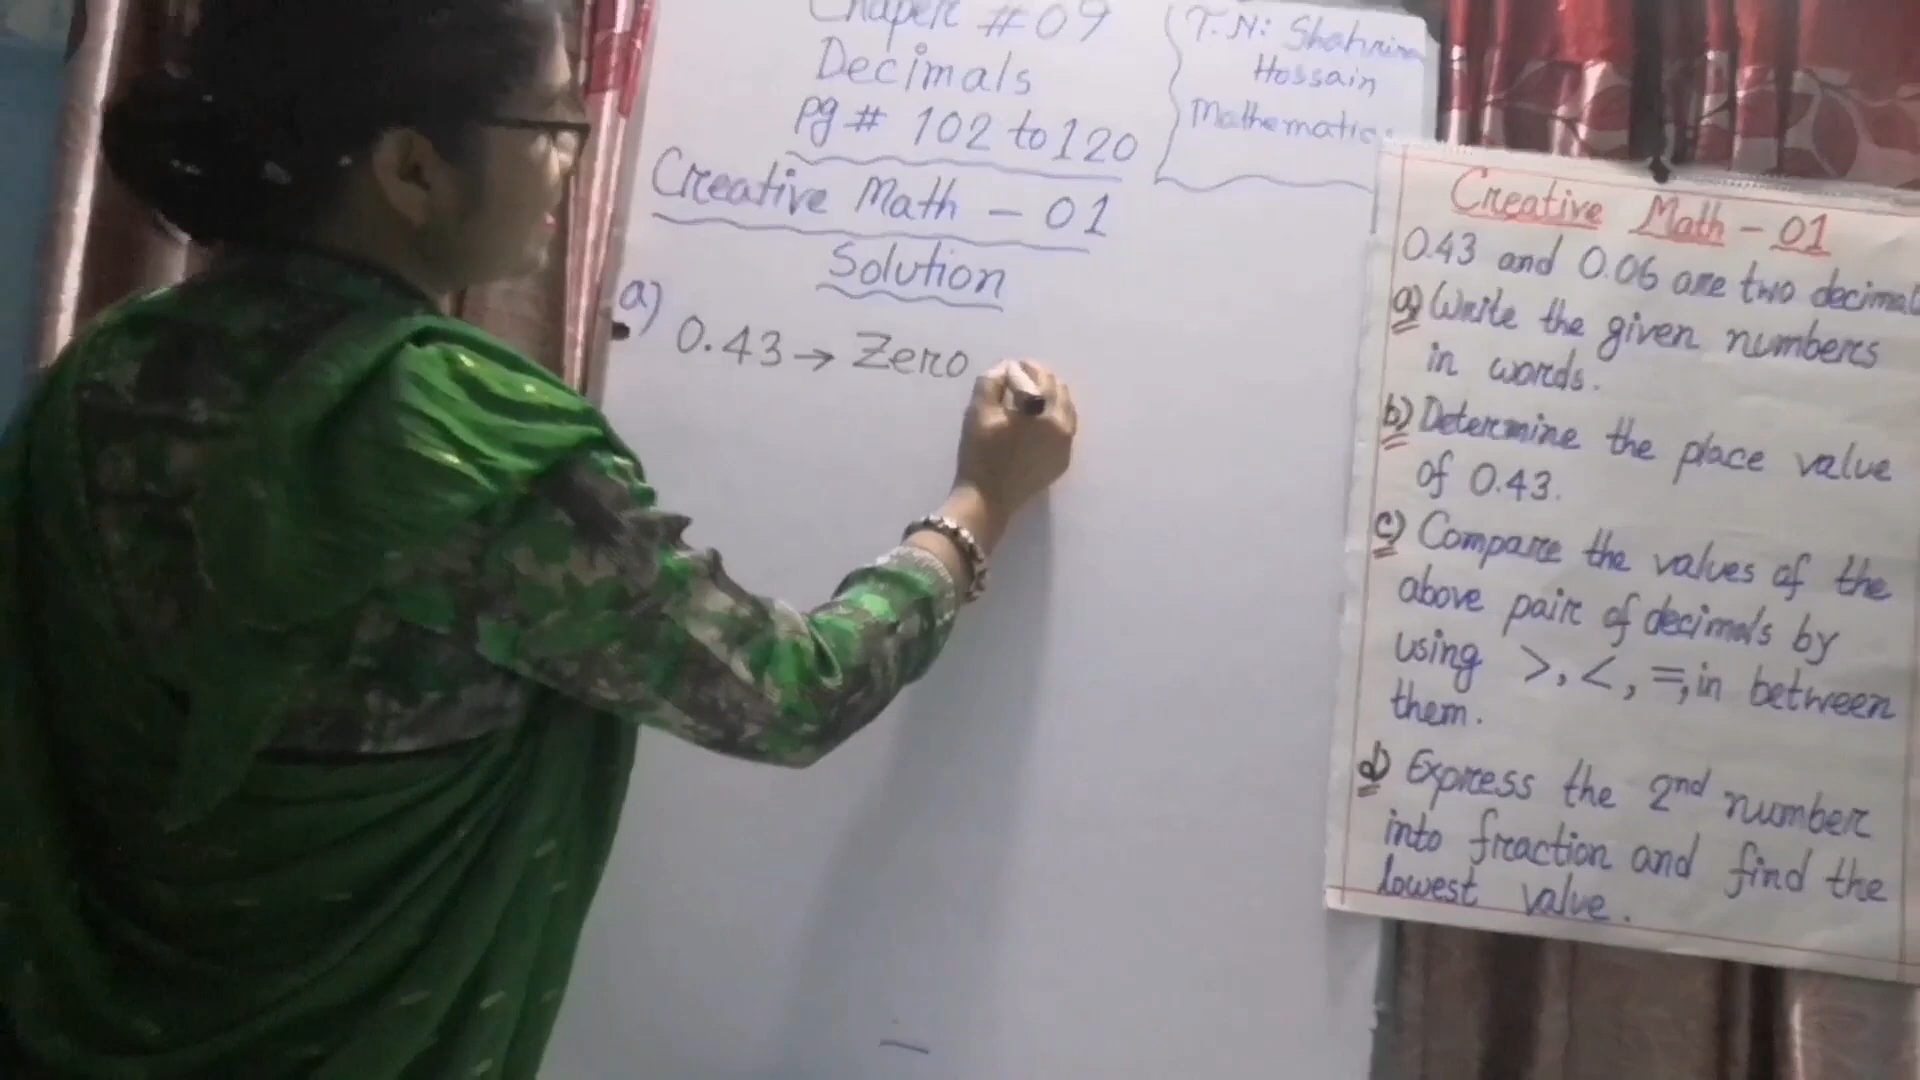 Chapter #09
Decimals
pg # 102 to 120
T.N: Shahrina
Hossain
Mathematics
Creative Math - 01
Solution
a) 0.43 → Zero
Creative Math - 01
0.43 and 0.06 are two decimal
a) Write the given numbers
in words.
b) Determine the place value
of 0.43.
c) Compare the values of the
above pair of decimals by
using >, <, =, in between
them.
d) Express the 2nd number
into fraction and find the
lowest value.